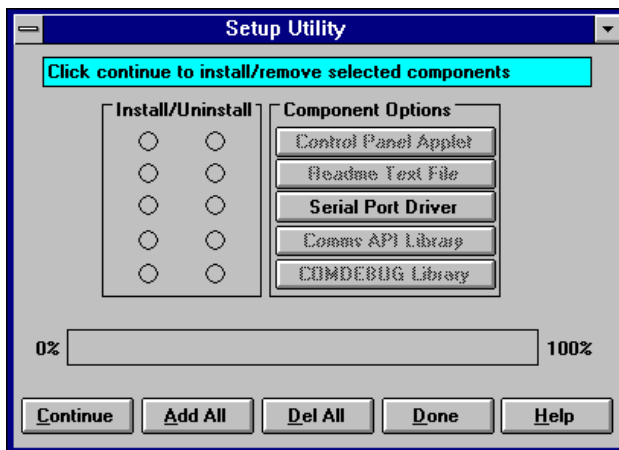 Setup Utility
Click continue to install/remove selected components
Install/Uninstall Component Options
Control Panel Applet
Readme Text File
Serial Port Driver
Comms API Library
COMDEBUG Library
0% 100%
Continue Add All Del All Done Help